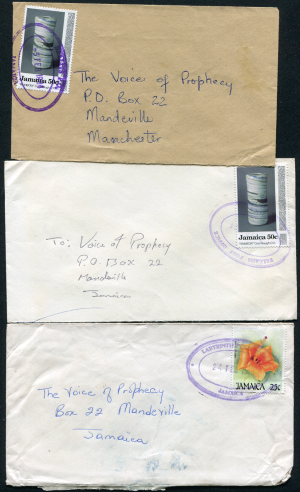 Jamaica 50c
The Voice of Prophecy
P.O. Box 22
Mandeville
Manchester
Jamaica 50c
To: Voice of Prophecy
P.O. Box 22
Mandeville
Jamaica
JAMAICA 25c
The Voice of Prophecy
Box 22 Mandeville
Jamaica